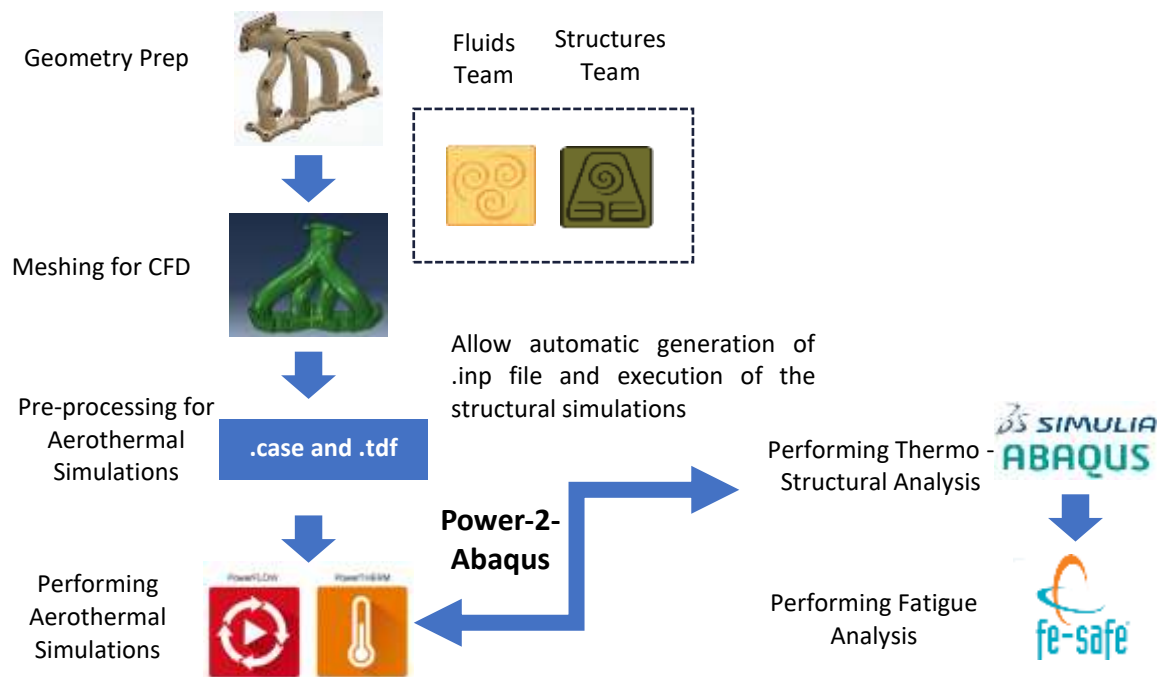 Geometry Prep
Fluids
Team
Structures
Team
Meshing for CFD
Allow automatic generation of
.inp file and execution of the
structural simulations
Pre-processing for
Aerothermal
Simulations
.case and .tdf
Performing Thermo -
Structural Analysis
SIMULIA
ABAQUS
Power-2-
Abaqus
Performing
Aerothermal
Simulations
PowerFLOW
PowerTHERM
Performing Fatigue
Analysis
fe-safe